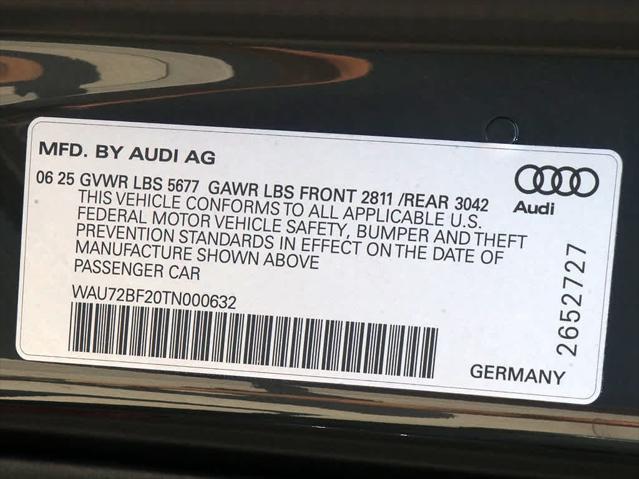 MFD. BY AUDI AG
06 25 GVWR LBS 5677 GAWR LBS FRONT 2811 /REAR 3042
THIS VEHICLE CONFORMS TO ALL APPLICABLE U.S.
FEDERAL MOTOR VEHICLE SAFETY, BUMPER AND THEFT
PREVENTION STANDARDS IN EFFECT ON THE DATE OF
MANUFACTURE SHOWN ABOVE
PASSENGER CAR
WAU72BF20TN000632
Audi
2652727
GERMANY